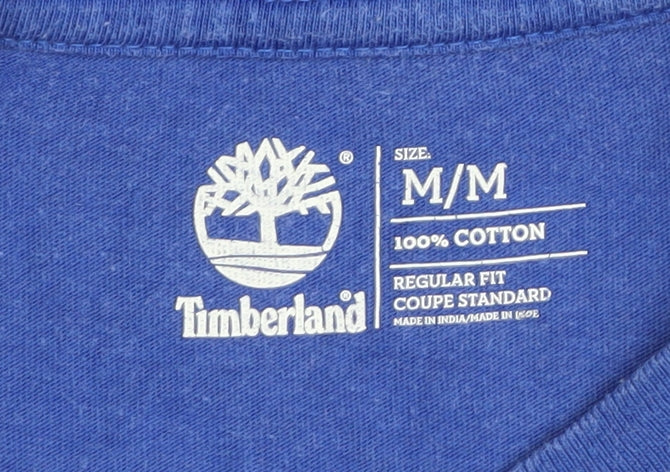 ®
SIZE:
M/M
100% COTTON
REGULAR FIT
COUPE STANDARD
MADE IN INDIA/MADE IN
Timberland®